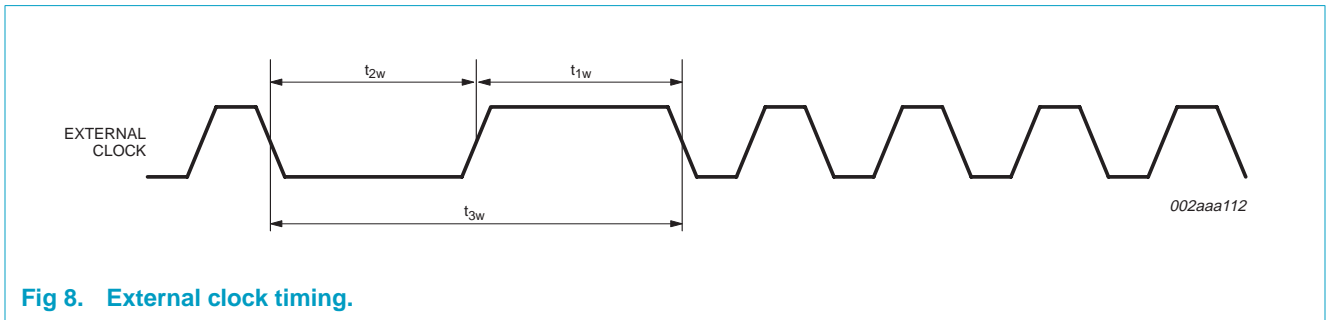 t2w
t1w
EXTERNAL
CLOCK
t3w
002aaa112
Fig 8. External clock timing.